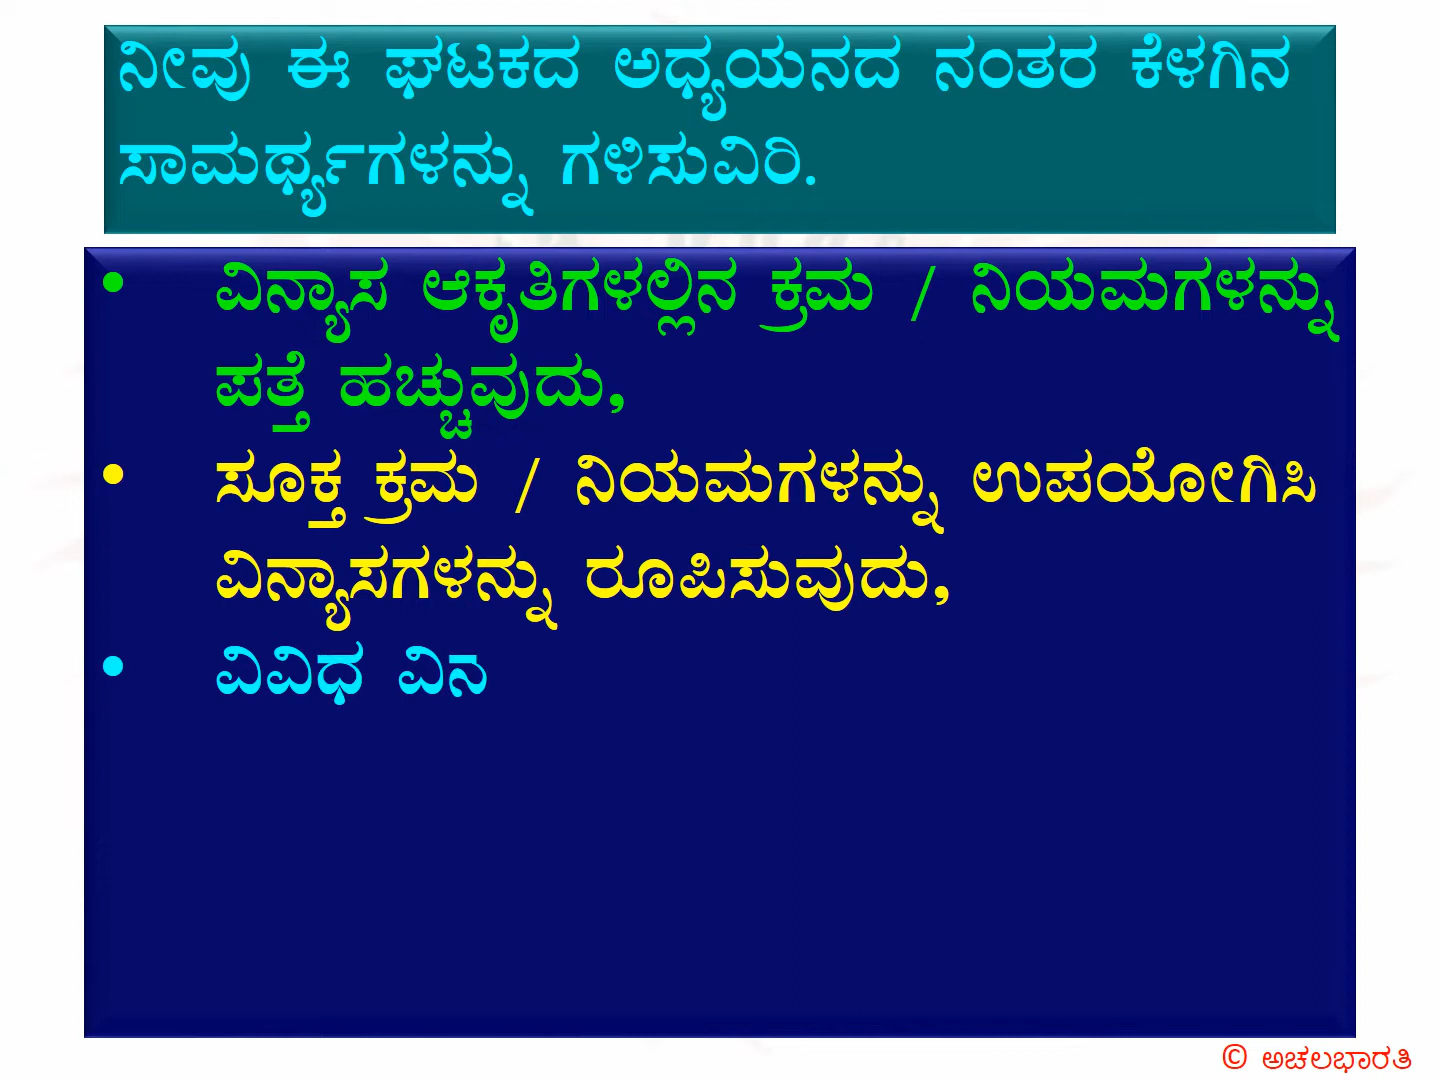 ನೀವು ಈ ಘಟಕದ ಅಧ್ಯಯನದ ನಂತರ ಕೆಳಗಿನ
ಸಾಮರ್ಥ್ಯಗಳನ್ನು ಗಳಿಸುವಿರಿ.
• ವಿನ್ಯಾಸ ಆಕೃತಿಗಳಲ್ಲಿನ ಕ್ರಮ / ನಿಯಮಗಳನ್ನು
ಪತ್ತೆ ಹಚ್ಚುವುದು,
• ಸೂಕ್ತ ಕ್ರಮ / ನಿಯಮಗಳನ್ನು ಉಪಯೋಗಿಸಿ
ವಿನ್ಯಾಸಗಳನ್ನು ರೂಪಿಸುವುದು,
• ವಿವಿಧ ವಿನ
© ಅಚಲಭಾರತಿ